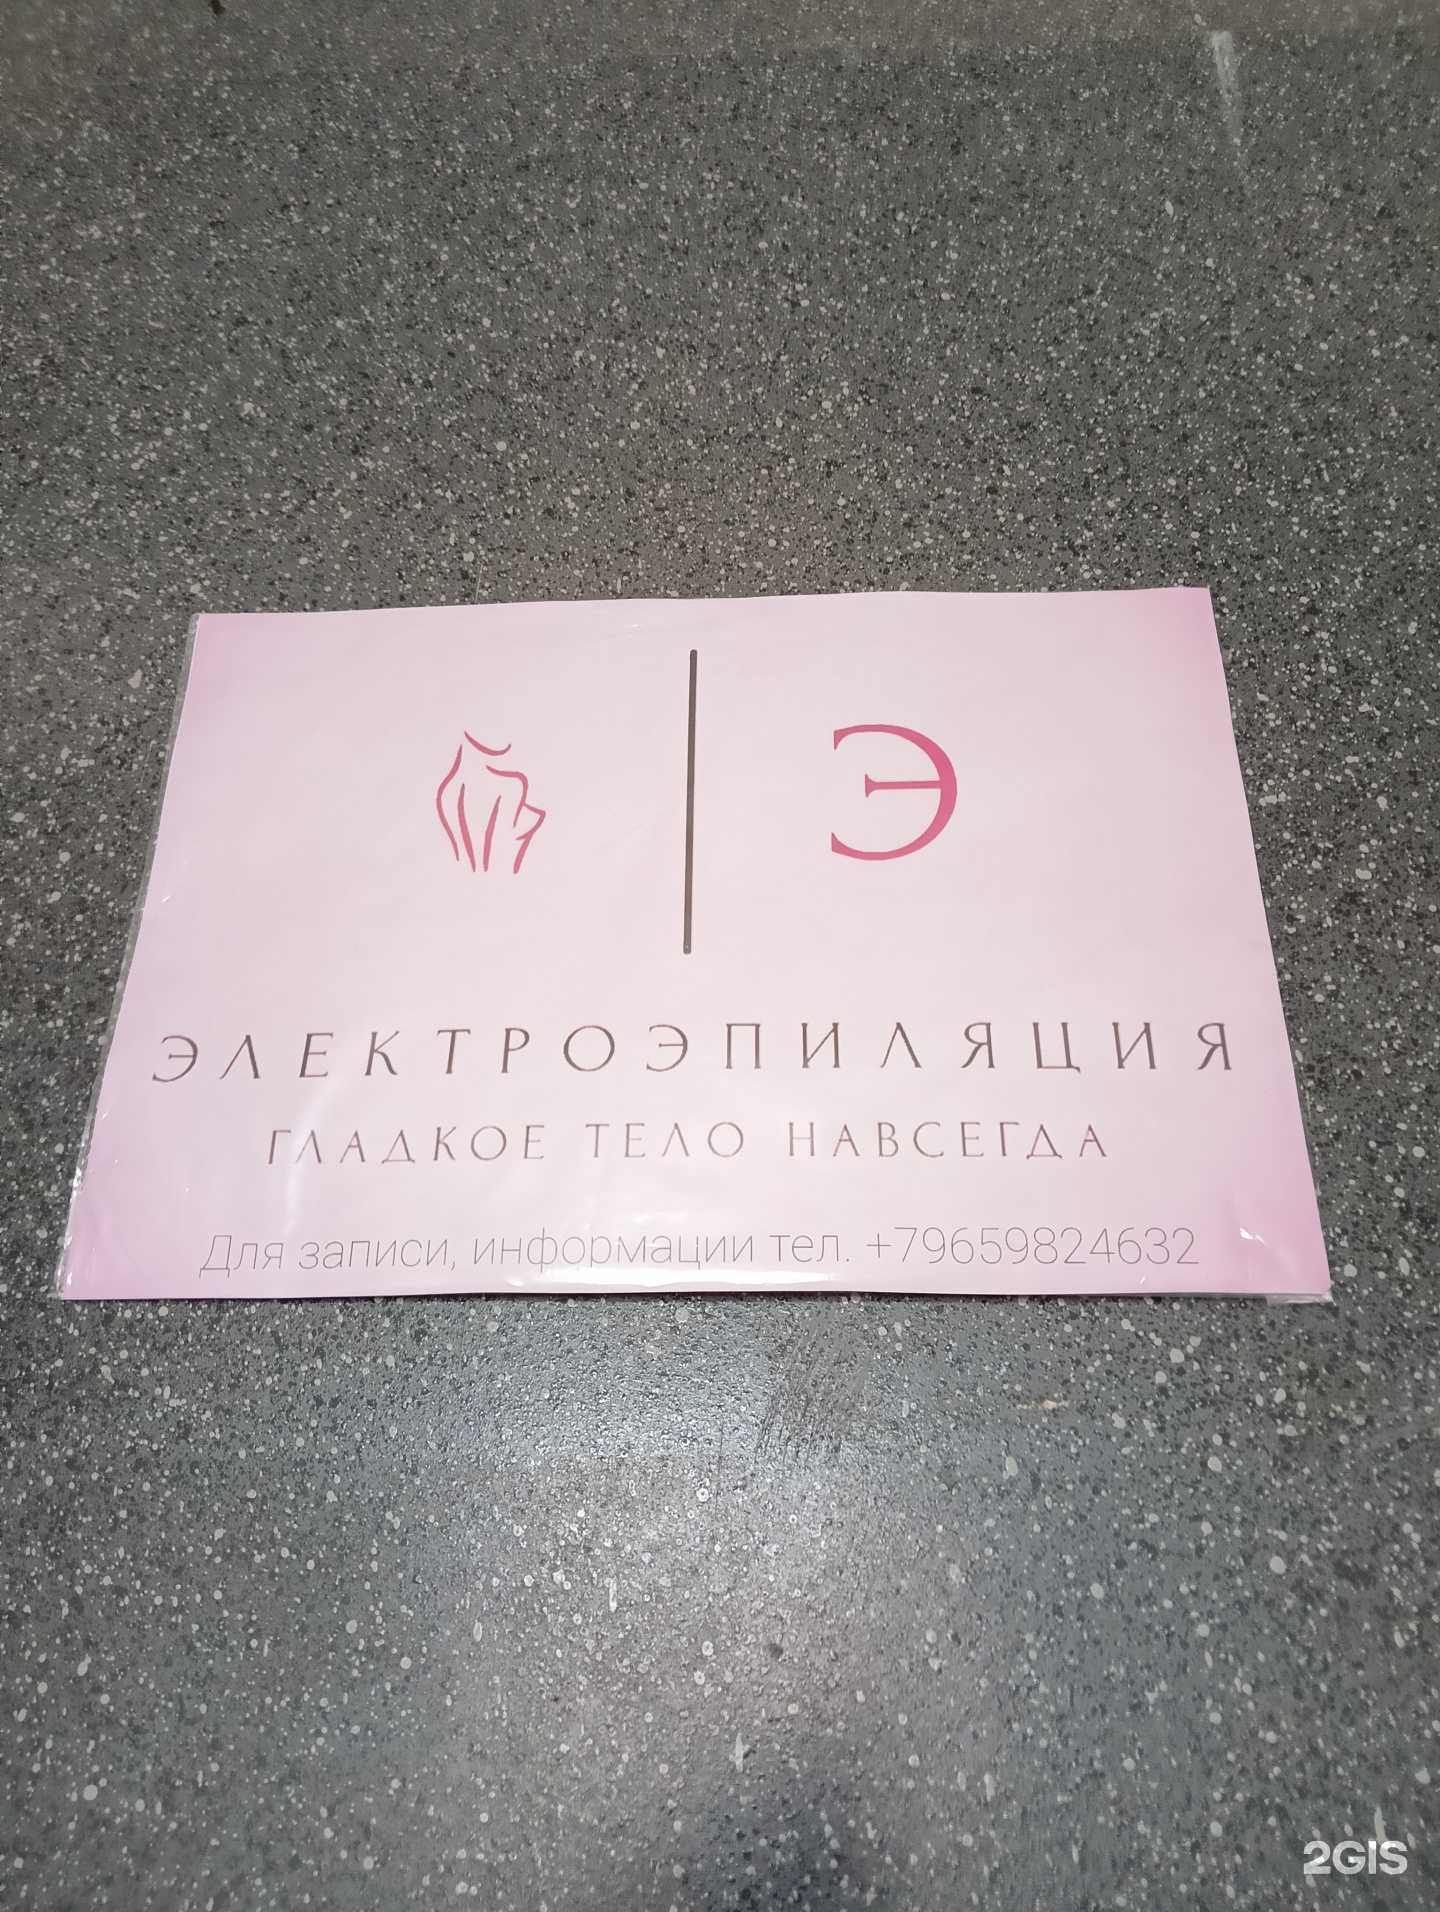 Э
ЭЛЕКТРОЭПИЛЯЦИЯ
ГЛАДКОЕ ТЕЛО НАВСЕГДА
Для записи, информации тел. +79659824632
2GIS